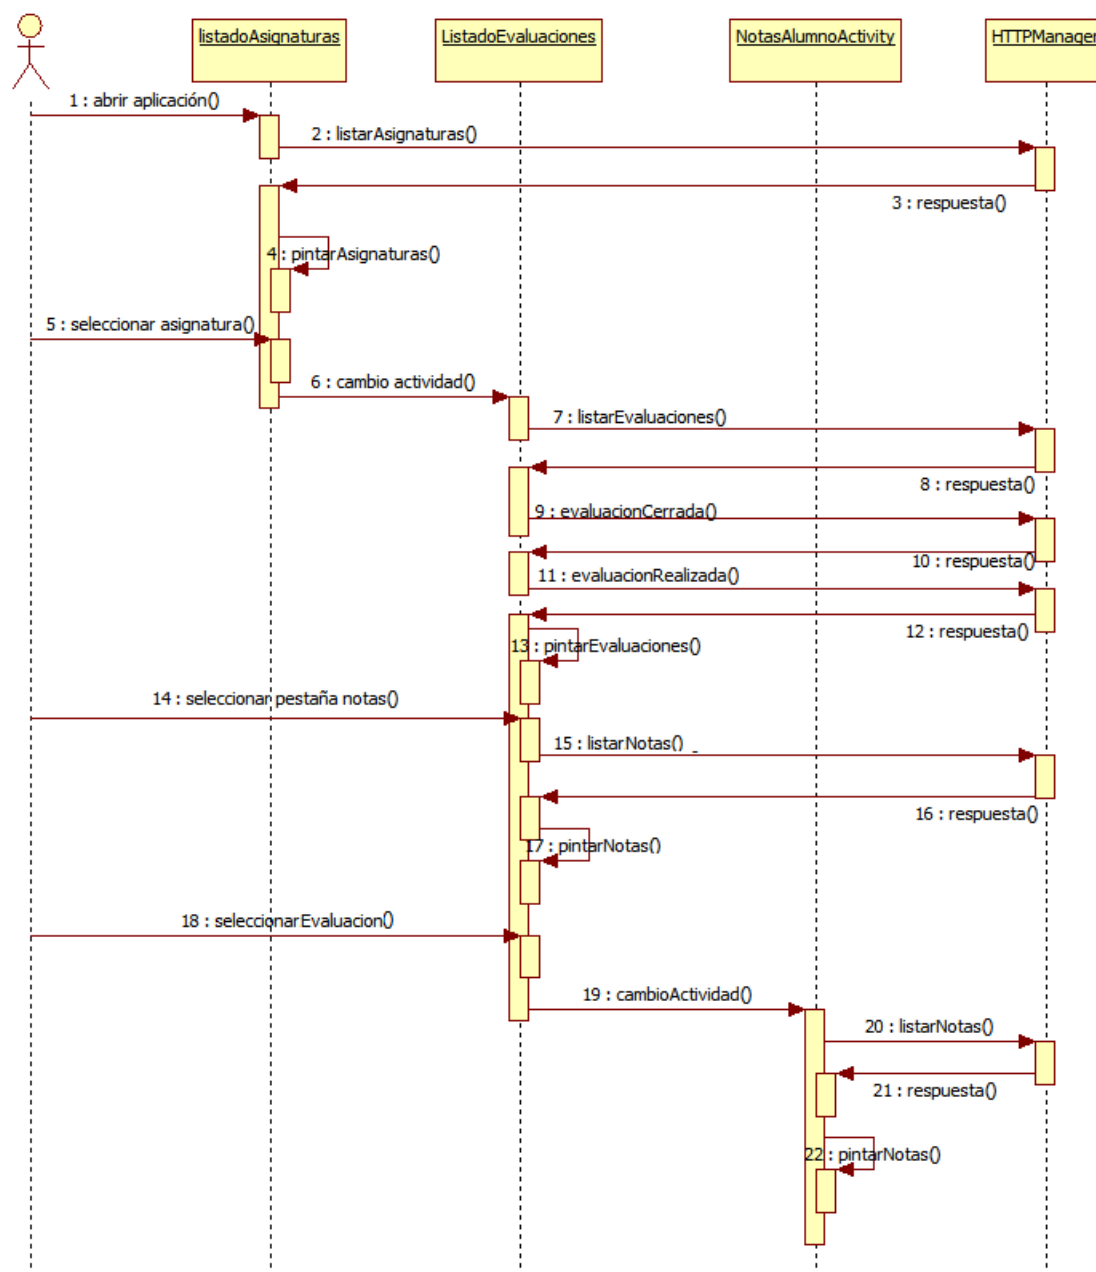 listadoAsignaturas
ListadoEvaluaciones
NotasAlumnoActivity
HTTPManager
1 : abrir aplicación()
2 : listarAsignaturas()
3 : respuesta()
4 : pintarAsignaturas()
5 : seleccionar asignatura()
6 : cambio actividad()
7 : listarEvaluaciones()
8 : respuesta()
9 : evaluacionCerrada()
10 : respuesta()
11 : evaluacionRealizada()
12 : respuesta()
13 : pintarEvaluaciones()
14 : seleccionar pestaña notas()
15 : listarNotas()
16 : respuesta()
17 : pintarNotas()
18 : seleccionarEvaluacion()
19 : cambioActividad()
20 : listarNotas()
21 : respuesta()
22 : pintarNotas()